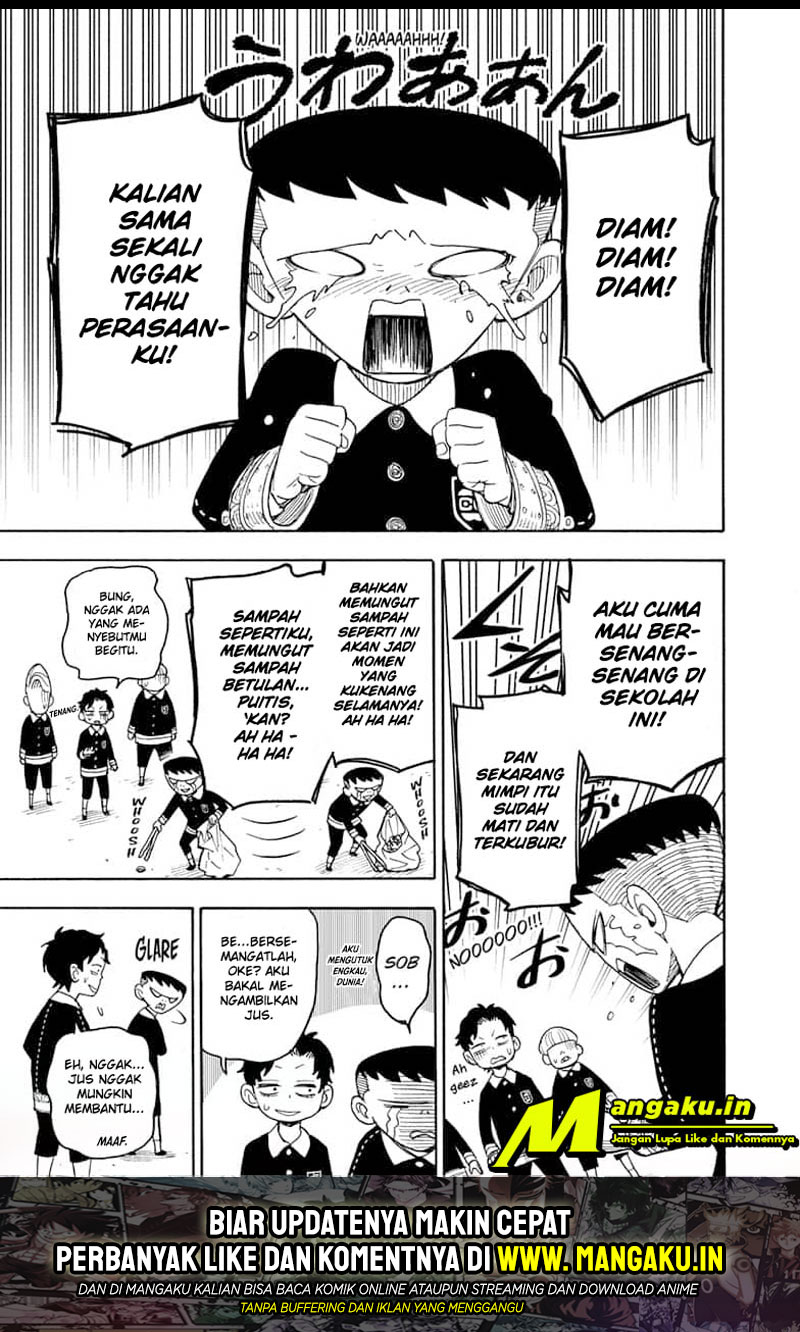 WAAAAAHHH!
うわあぁん
DIAM!
DIAM!
DIAM!
KALIAN
SAMA
SEKALI
NGGAK
TAHU
PERASAAN-
KU!
AKU CUMA
MAU BER-
SENANG-
SENANG DI
SEKOLAH
INI!
くっそ
DAN
SEKARANG
MIMPI ITU
SUDAH
MATI DAN
TERKUBUR!
おおお
NOOOOOO!!!
Ah
geez
...
BAHKAN
MEMUNGUT
SAMPAH
SEPERTI INI
AKAN JADI
MOMEN
YANG
KUKENANG
SELAMANYA!
AH HA HA!
SAMPAH
SEPERTIKU,
MEMUNGUT
SAMPAH
BETULAN...
PUITIS,
'KAN?
AH HA -
HA HA!
BUNG,
NGGAK ADA
YANG ME-
NYEBUTMU
BEGITU.
TENANG.
WHOOSH
WHOOSH
SOB
...
AKU
MENGUTUK
ENGKAU,
DUNIA!
BE...BERSE-
MANGATLAH,
OKE? AKU
BAKAL ME-
NGAMBILKAN
JUS.
GLARE
EH, NGGAK...
JUS NGGAK
MUNGKIN
MEMBANTU...
MAAF.
Mangaku.in
Jangan Lupa Like dan Komennya
BIAR UPDATENYA MAKIN CEPAT
PERBANYAK LIKE DAN KOMENTNYA DI WWW. MANGAKU.IN
DAN DI MANGAKU KALIAN BISA BACA KOMIK ONLINE ATAUPUN STREAMING DAN DOWNLOAD ANIME
TANPA BUFFERING DAN IKLAN YANG MENGGANGU